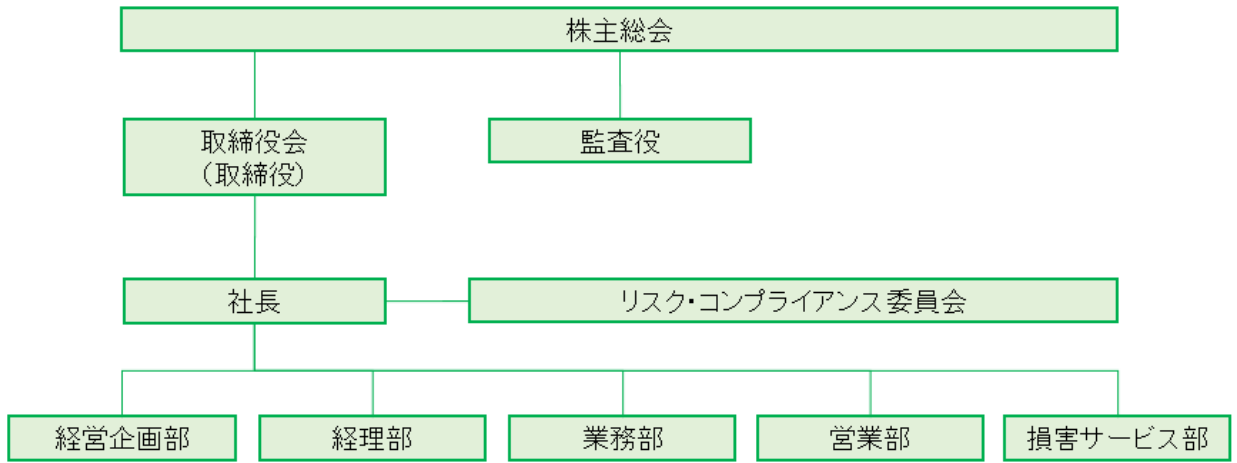 株主総会
取締役会
（取締役）
監査役
社長
リスク・コンプライアンス委員会
経営企画部
経理部
業務部
営業部
損害サービス部